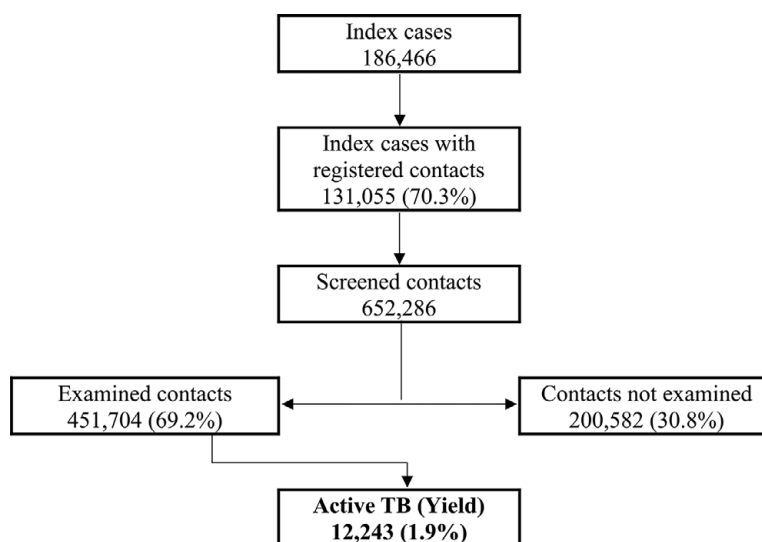 Index cases
186,466
Index cases with
registered contacts
131,055 (70.3%)
Screened contacts
652,286
Examined contacts
451,704 (69.2%)
Contacts not examined
200,582 (30.8%)
Active TB (Yield)
12,243 (1.9%)